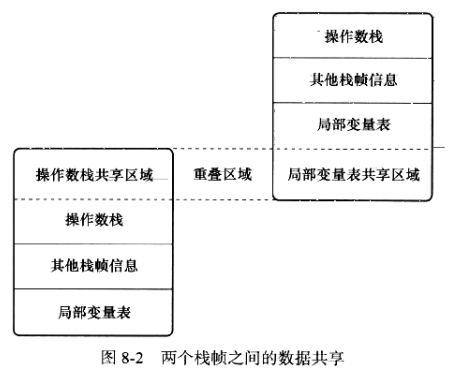 操作数栈
其他栈帧信息
局部变量表
操作数栈共享区域
重叠区域
局部变量表共享区域
操作数栈
其他栈帧信息
局部变量表
图 8-2 两个栈帧之间的数据共享